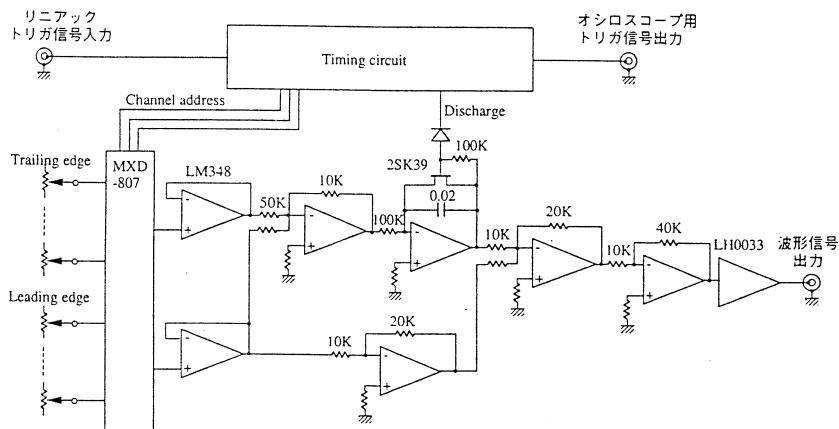 リニアック
トリガ信号入力
オシロスコープ用
トリガ信号出力
Timing circuit
Channel address
Discharge
100K
2SK39
0.02
Trailing edge
MXD
-807
LM348
50K
10K
100K
10K
20K
10K
40K
LH0033
波形信号
出力
Leading edge
10K
20K
- + - + - + - + - + - + - +